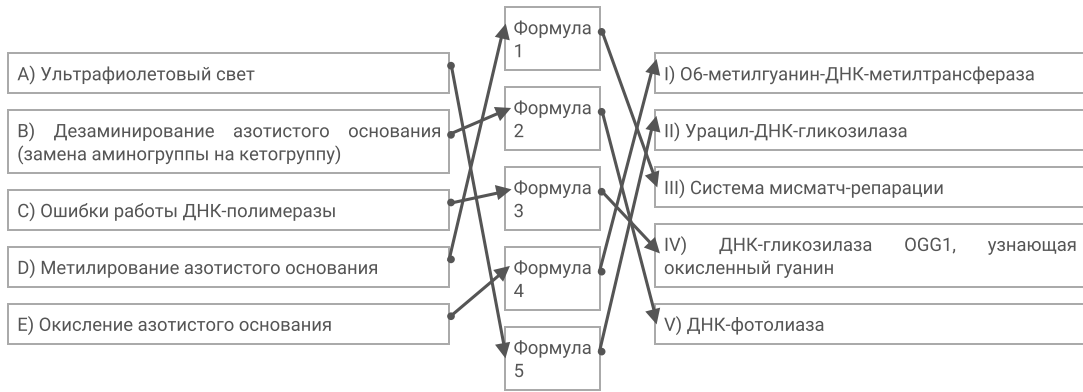 A) Ультрафиолетовый свет
B) Дезаминирование азотистого основания
(замена аминогруппы на кетогруппу)
C) Ошибки работы ДНК-полимеразы
D) Метилирование азотистого основания
E) Окисление азотистого основания
Формула
1
Формула
2
Формула
3
Формула
4
Формула
5
I) О6-метилгуанин-ДНК-метилтрансфераза
II) Урацил-ДНК-гликозилаза
III) Система мисматч-репарации
IV) ДНК-гликозилаза OGG1, узнающая
окисленный гуанин
V) ДНК-фотолиаза